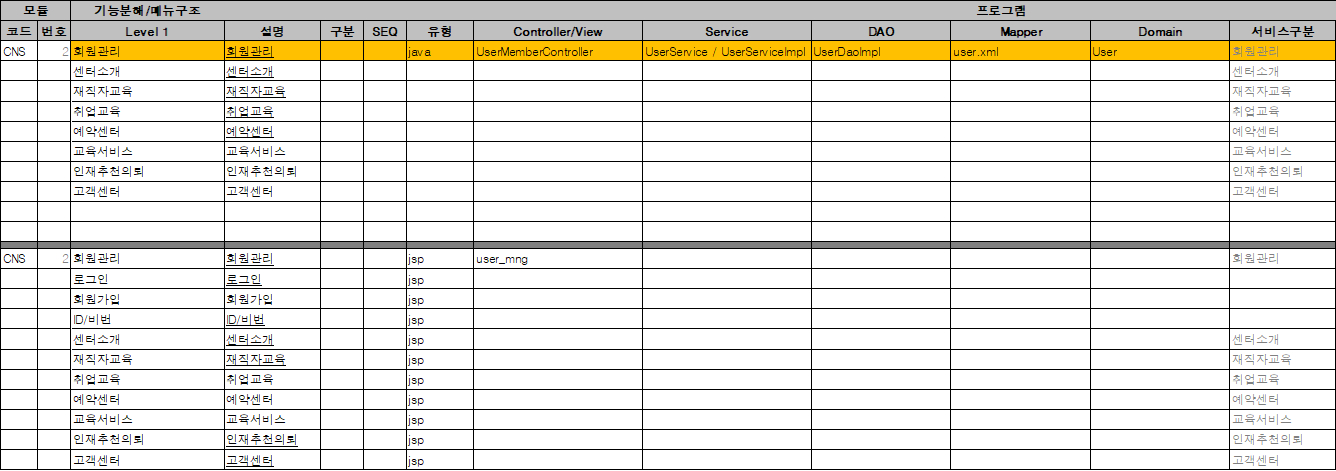 모듈 기능분해/메뉴구조 프로그램
코드 번호 Level 1 설명 구분 SEQ 유형 Controller/View Service DAO Mapper Domain 서비스구분
CNS 2 회원관리 회원관리 java UserMemberController UserService / UserServiceImpl UserDaoImpl user.xml User 회원관리
센터소개 센터소개 센터소개
재직자교육 재직자교육 재직자교육
취업교육 취업교육 취업교육
예약센터 예약센터 예약센터
교육서비스 교육서비스 교육서비스
인재추천의뢰 인재추천의뢰 인재추천의뢰
고객센터 고객센터 고객센터
CNS 2 회원관리 회원관리 jsp user_mng 회원관리
로그인 로그인 jsp
회원가입 회원가입 jsp
ID/비번 ID/비번 jsp
센터소개 센터소개 jsp 센터소개
재직자교육 재직자교육 jsp 재직자교육
취업교육 취업교육 jsp 취업교육
예약센터 예약센터 jsp 예약센터
교육서비스 교육서비스 jsp 교육서비스
인재추천의뢰 인재추천의뢰 jsp 인재추천의뢰
고객센터 고객센터 jsp 고객센터